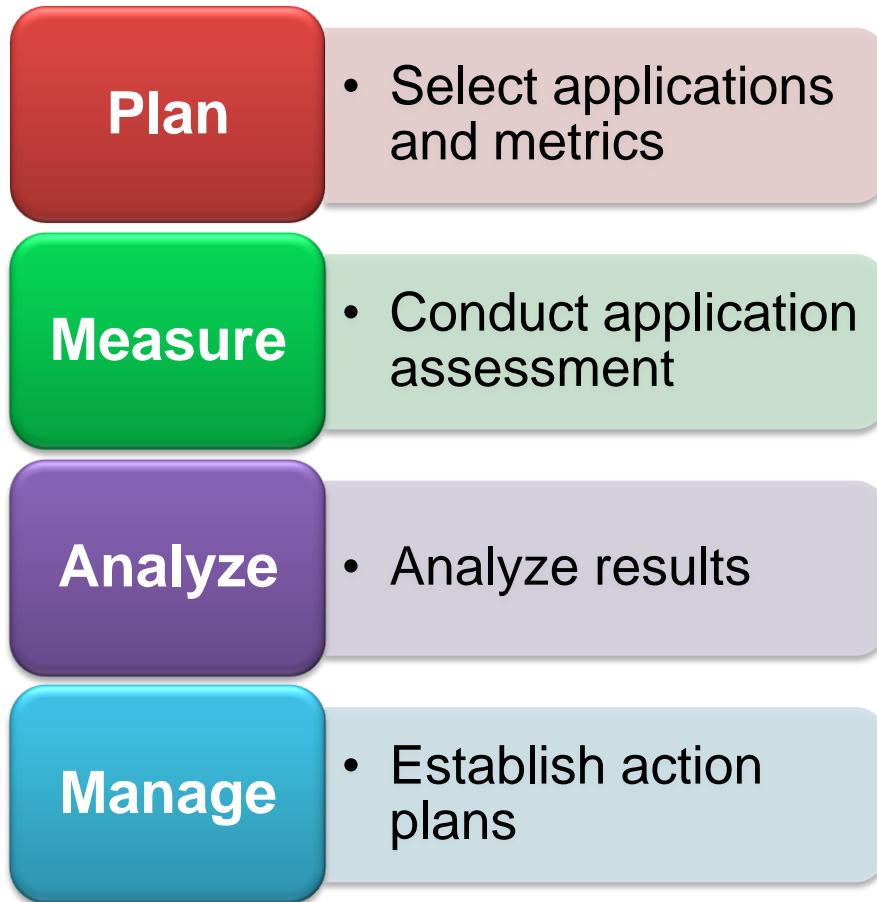 Plan
• Select applications
and metrics
Measure
• Conduct application
assessment
Analyze
• Analyze results
Manage
• Establish action
plans